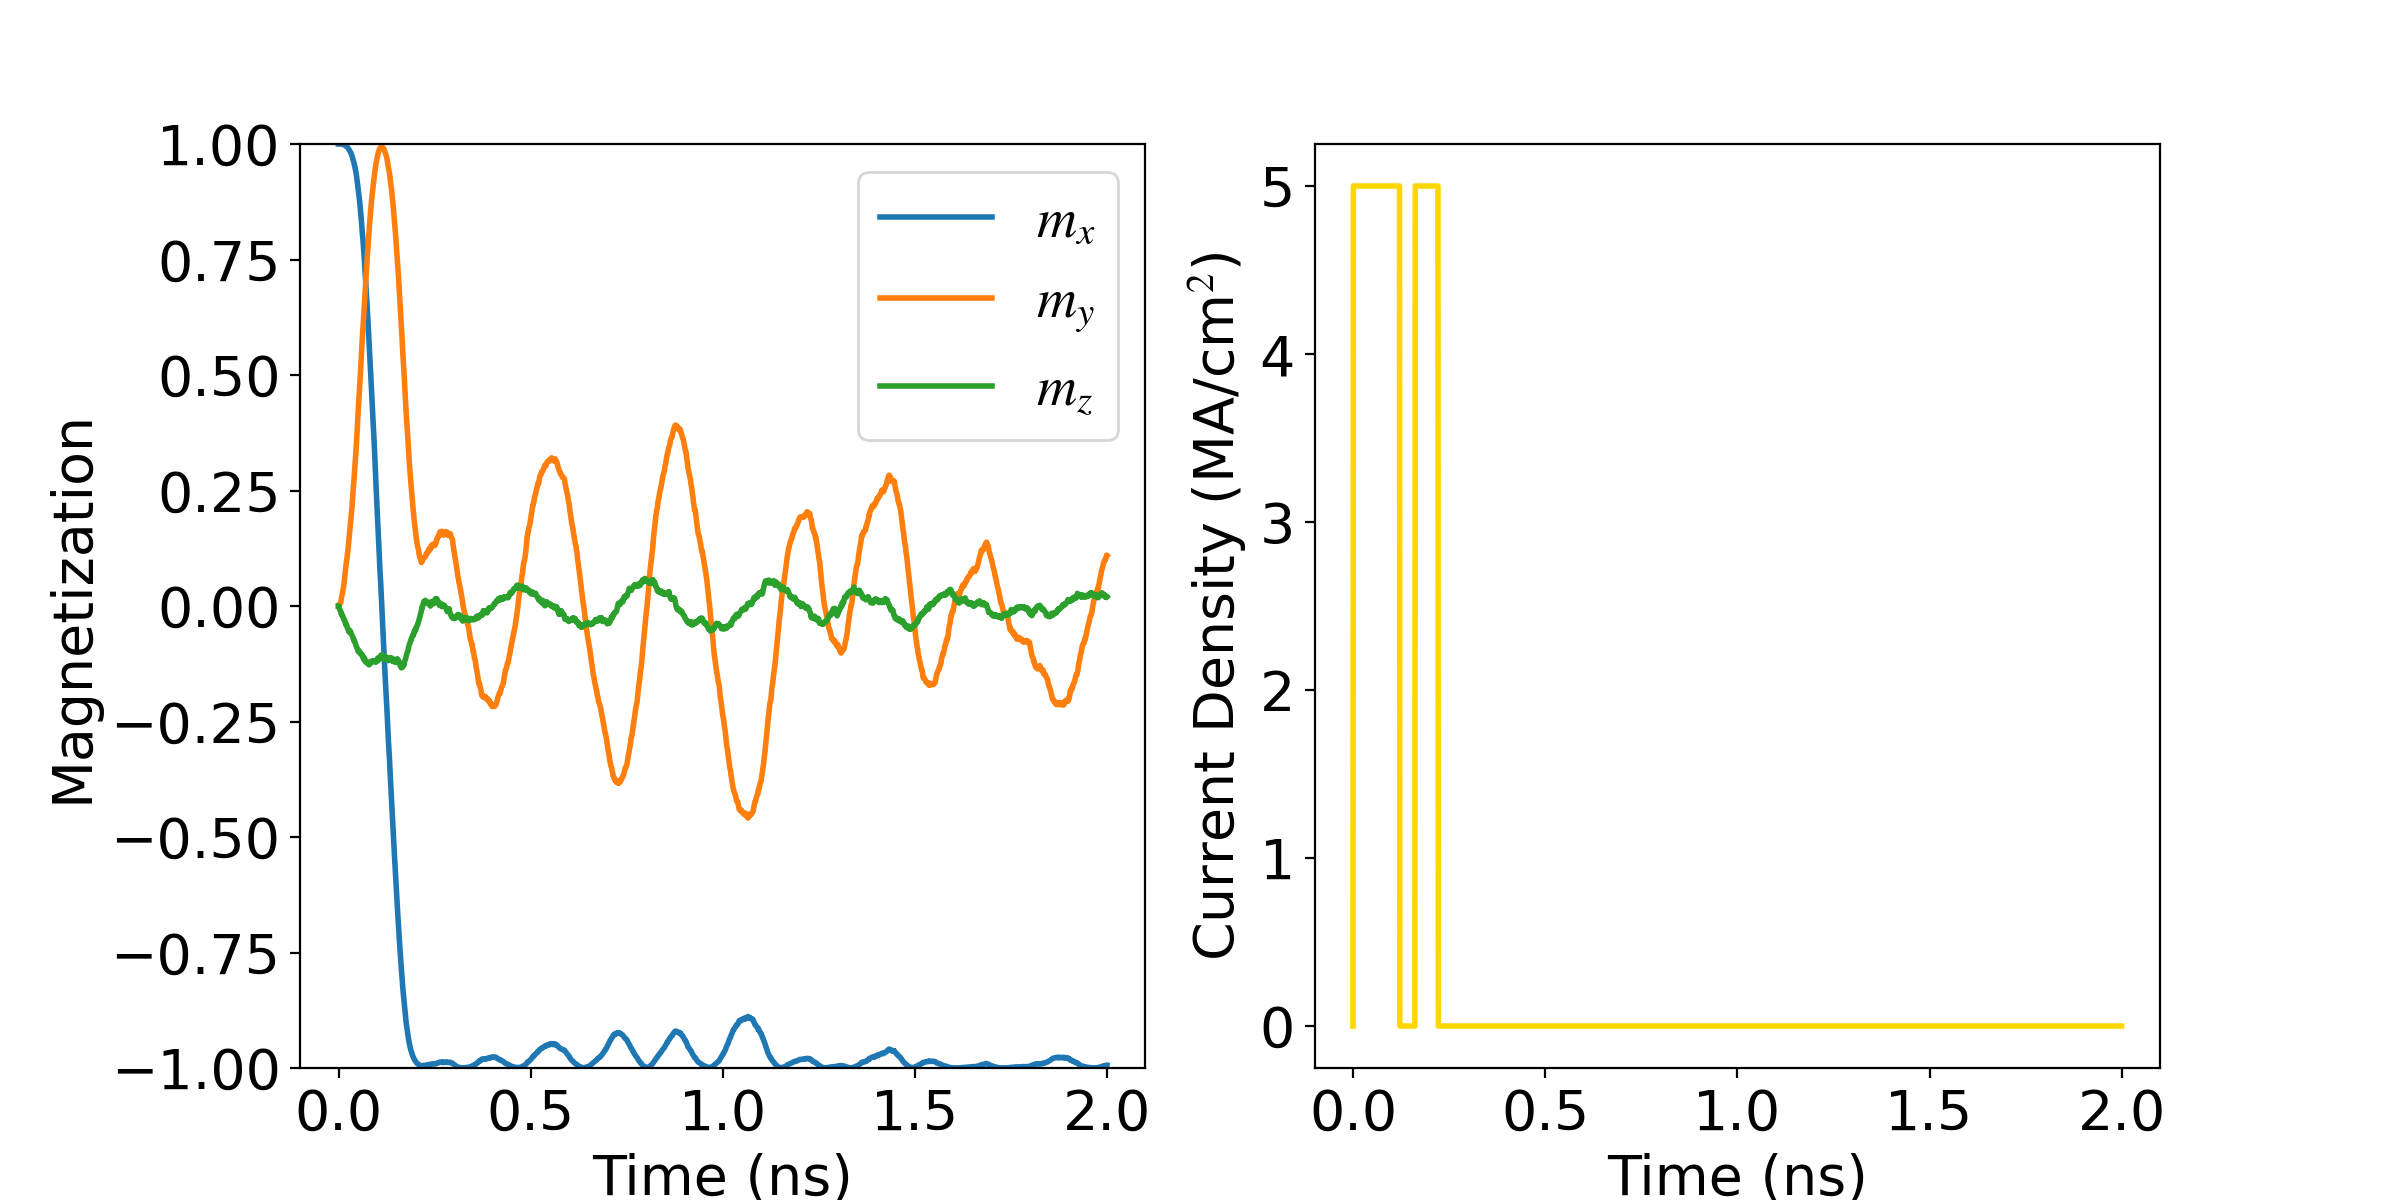 1.00
0.75
0.50
0.25
0.00
−0.25
−0.50
−0.75
−1.00
Magnetization
0.0 0.5 1.0 1.5 2.0
Time (ns)
m_x
m_y
m_z
5
4
3
2
1
0
Current Density (MA/cm²)
0.0 0.5 1.0 1.5 2.0
Time (ns)